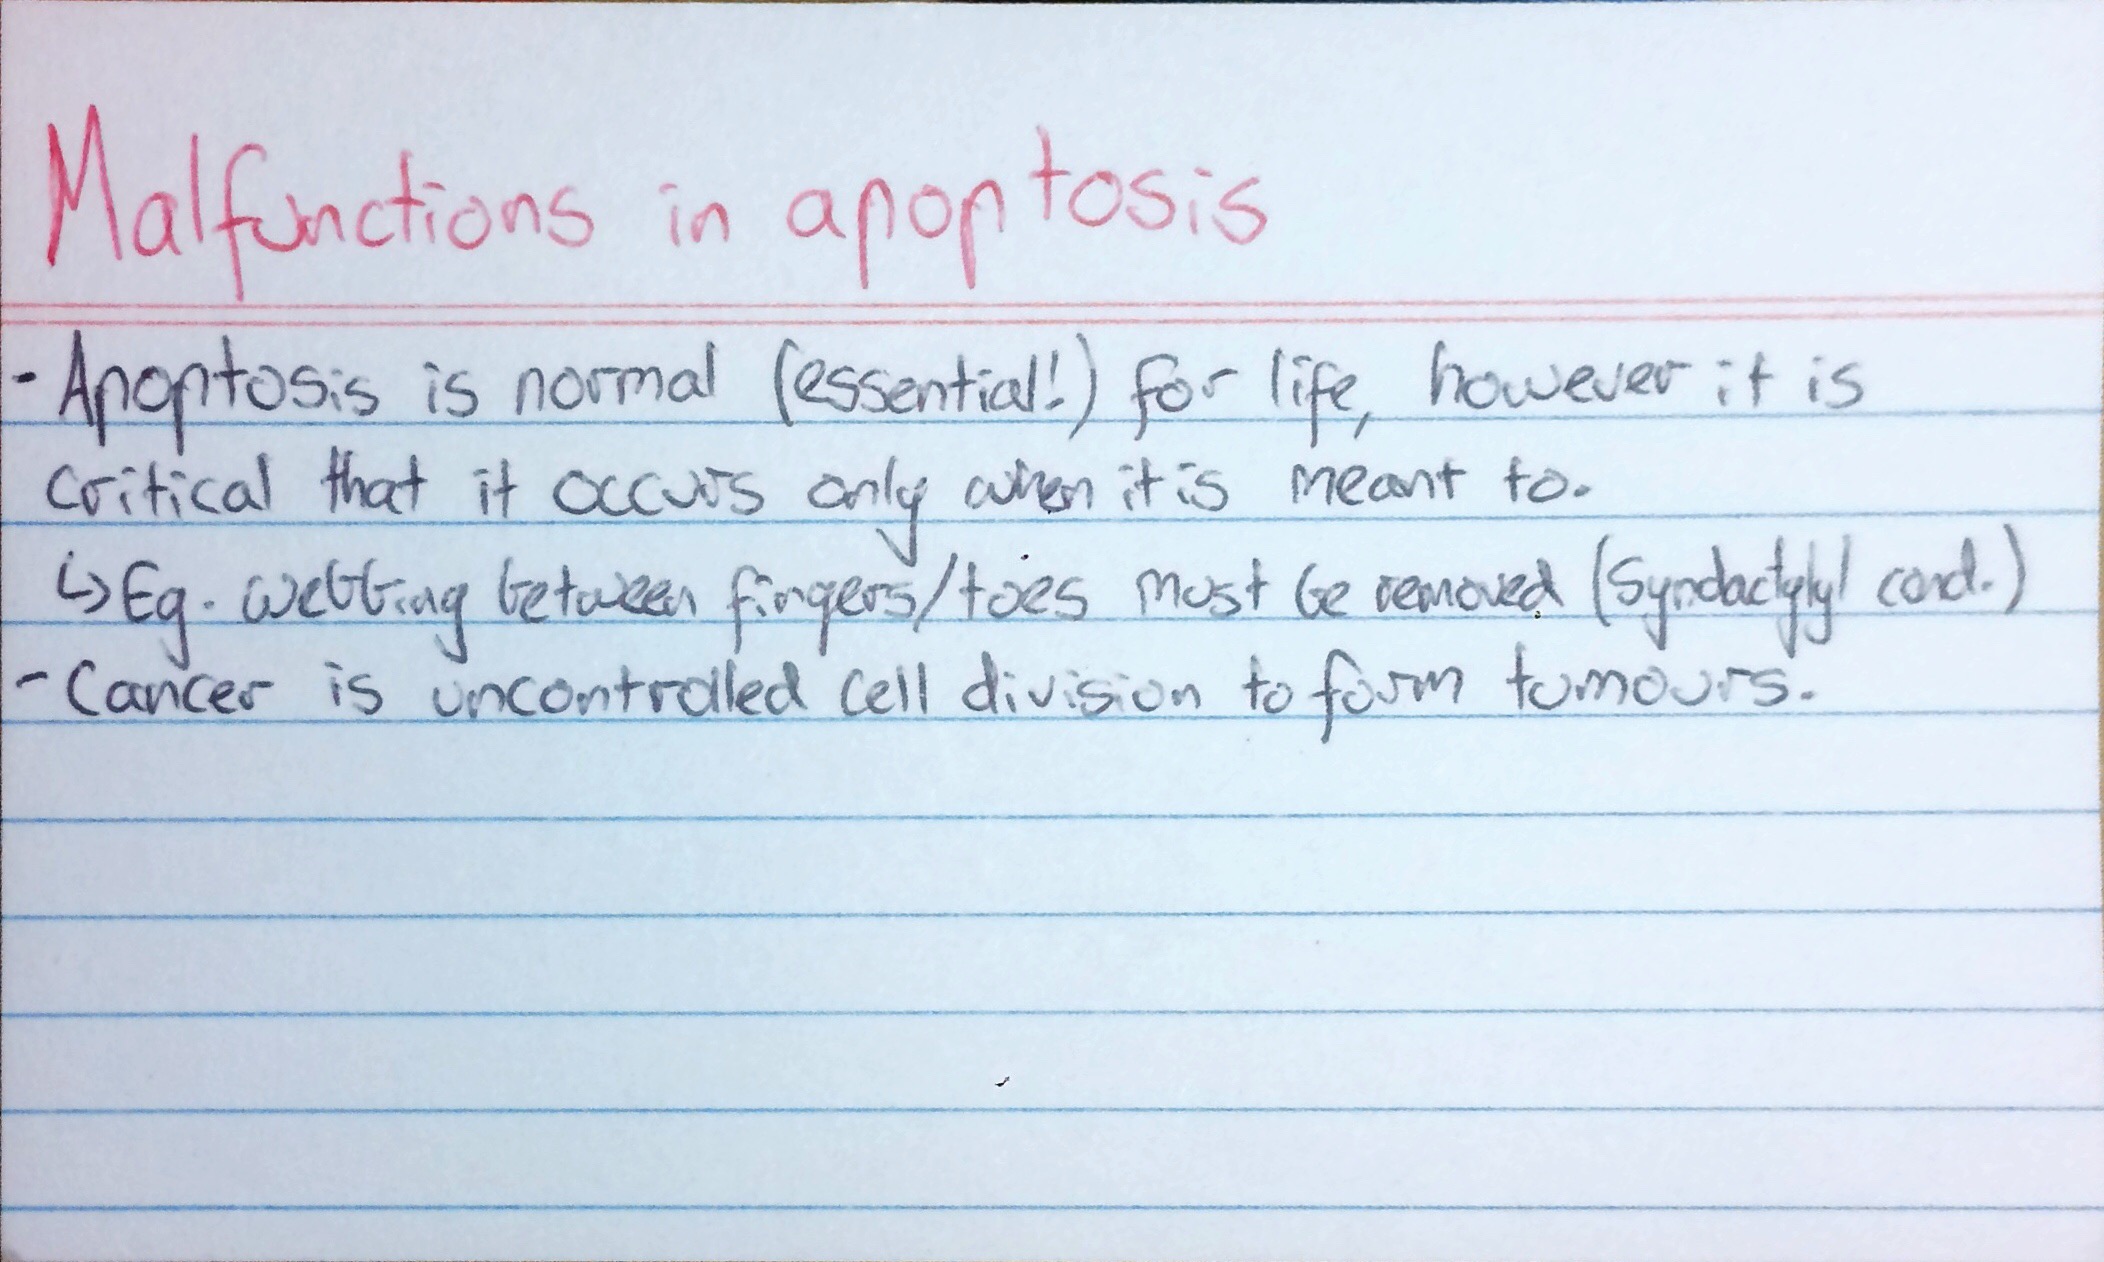 Malfunctions in apoptosis
- Apoptosis is normal (essential!) for life, however it is
critical that it occurs only when it is meant to.
↳ Eg. webbing between fingers/toes must be removed (Syndactylyl cond.)
- Cancer is uncontrolled cell division to form tumours.